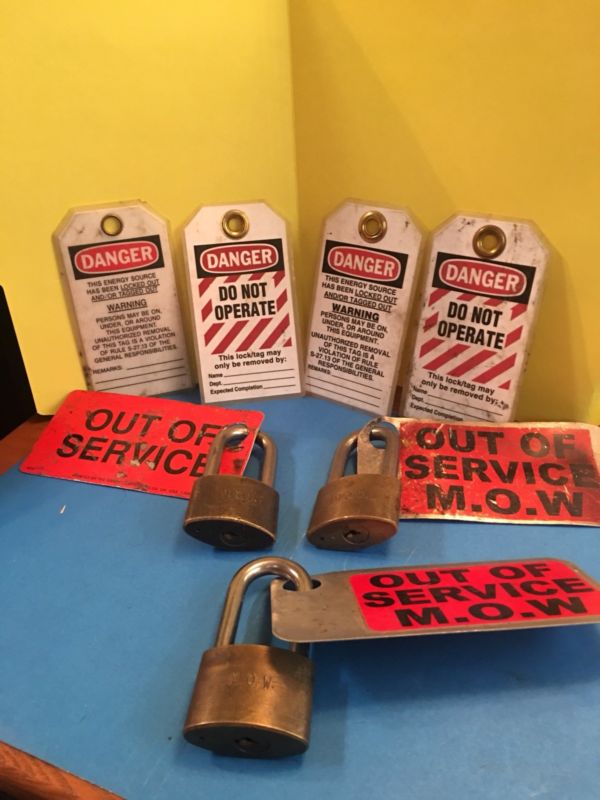 DANGER
THIS ENERGY SOURCE
HAS BEEN LOCKED OUT
AND/OR TAGGED OUT
WARNING
PERSONS MAY BE ON,
UNDER, OR AROUND
THIS EQUIPMENT.
UNAUTHORIZED REMOVAL
OF THIS TAG IS A VIOLATION
OF RULE 5-27.13 OF THE
GENERAL RESPONSIBILITIES.
REMARKS:
DANGER
DO NOT
OPERATE
This lock/tag may
only be removed by:
Name
Dept.
Expected Completion
DANGER
THIS ENERGY SOURCE
HAS BEEN LOCKED OUT
AND/OR TAGGED OUT
WARNING
PERSONS MAY BE ON,
UNDER, OR AROUND
THIS EQUIPMENT.
UNAUTHORIZED REMOVAL
OF THIS TAG IS A
VIOLATION OF RULE
5-27.13 OF THE GENERAL
RESPONSIBILITIES.
REMARKS:
DANGER
DO NOT
OPERATE
This lock/tag may
only be removed by:
Name
Dept.
Expected Completion
OUT OF
SERVICE
OUT OF
SERVICE
M.O.W
OUT OF
SERVICE
M.O.W
M.O.W.